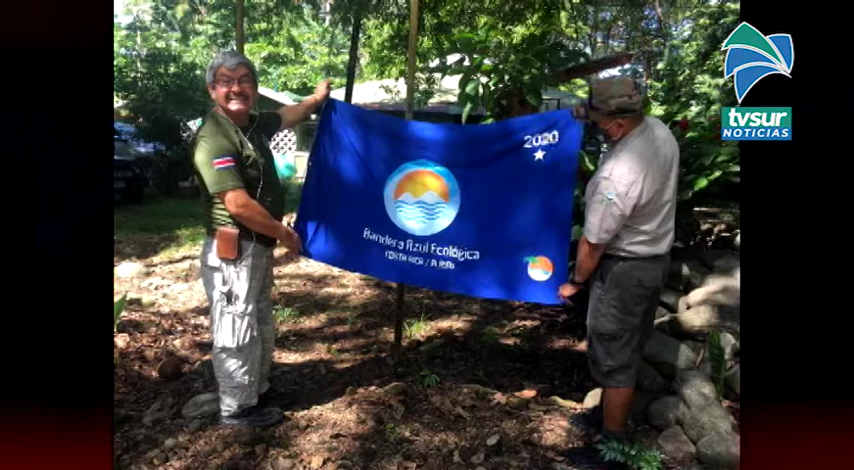 tvsur
NOTICIAS
2020
Bandera Azul Ecológica
COSTA RICA /